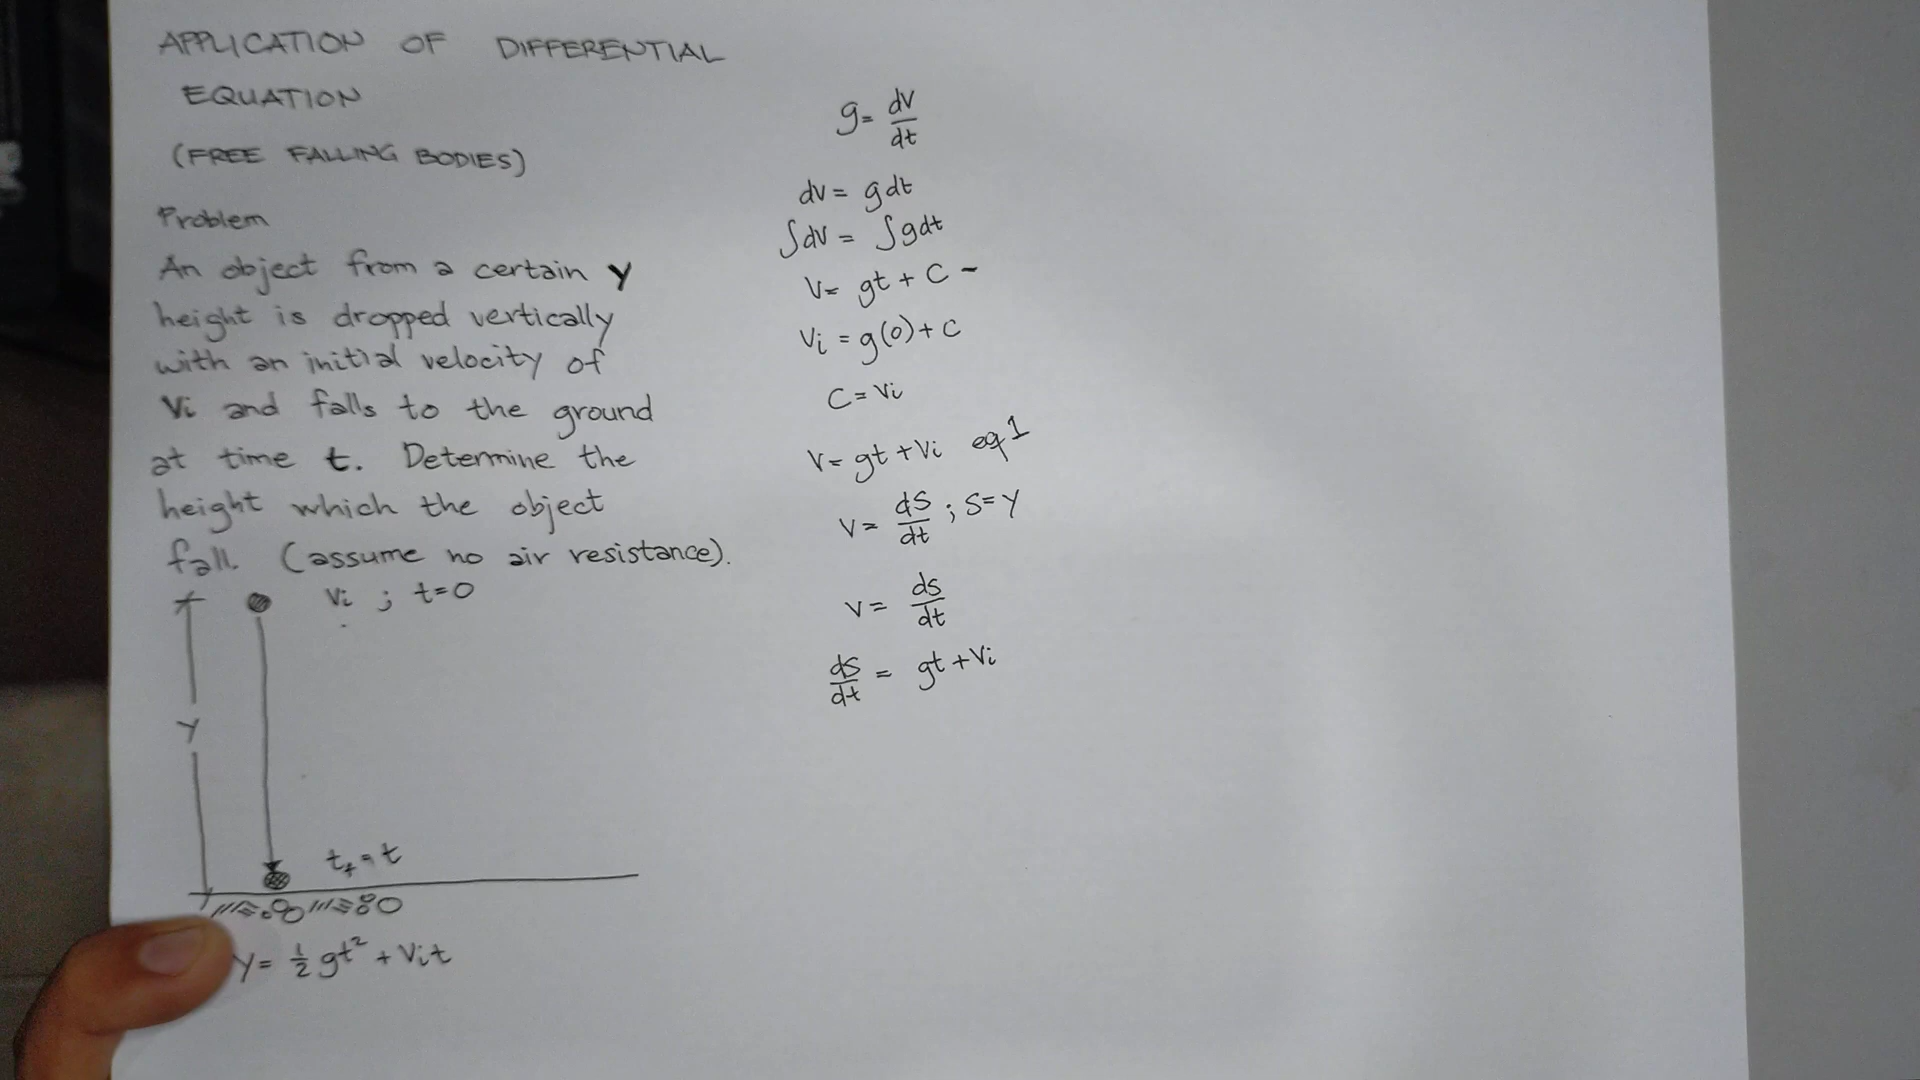 APPLICATION OF DIFFERENTIAL
EQUATION
(FREE FALLING BODIES)
Problem
An object from a certain y
height is dropped vertically
with an initial velocity of
Vi and falls to the ground
at time t. Determine the
height which the object
fall. (assume no air resistance).
Vi ; t=0
y
t_f = t
y = 1/2 gt² + Vit
g = dv/dt
dv = gdt
∫dv = ∫gdt
V = gt + C -
Vi = g(0) + C
C = Vi
V = gt + Vi eq 1
V = ds/dt ; s = y
V = ds/dt
ds/dt = gt + Vi